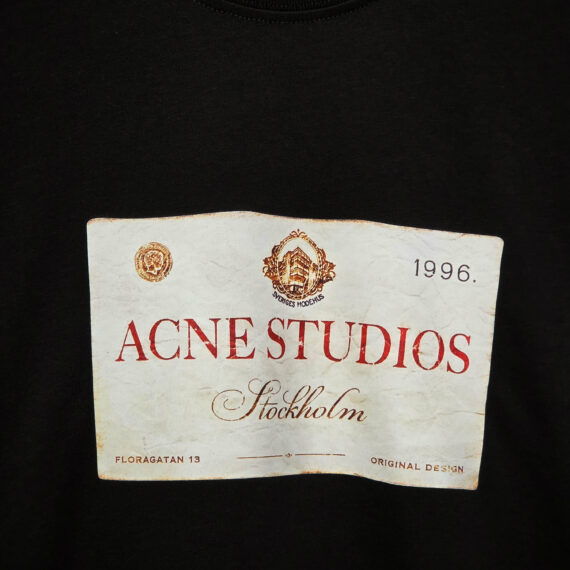 1996.
SVERIGES MODEHUS
ACNE STUDIOS
Stockholm
FLORAGATAN 13
ORIGINAL DESIGN